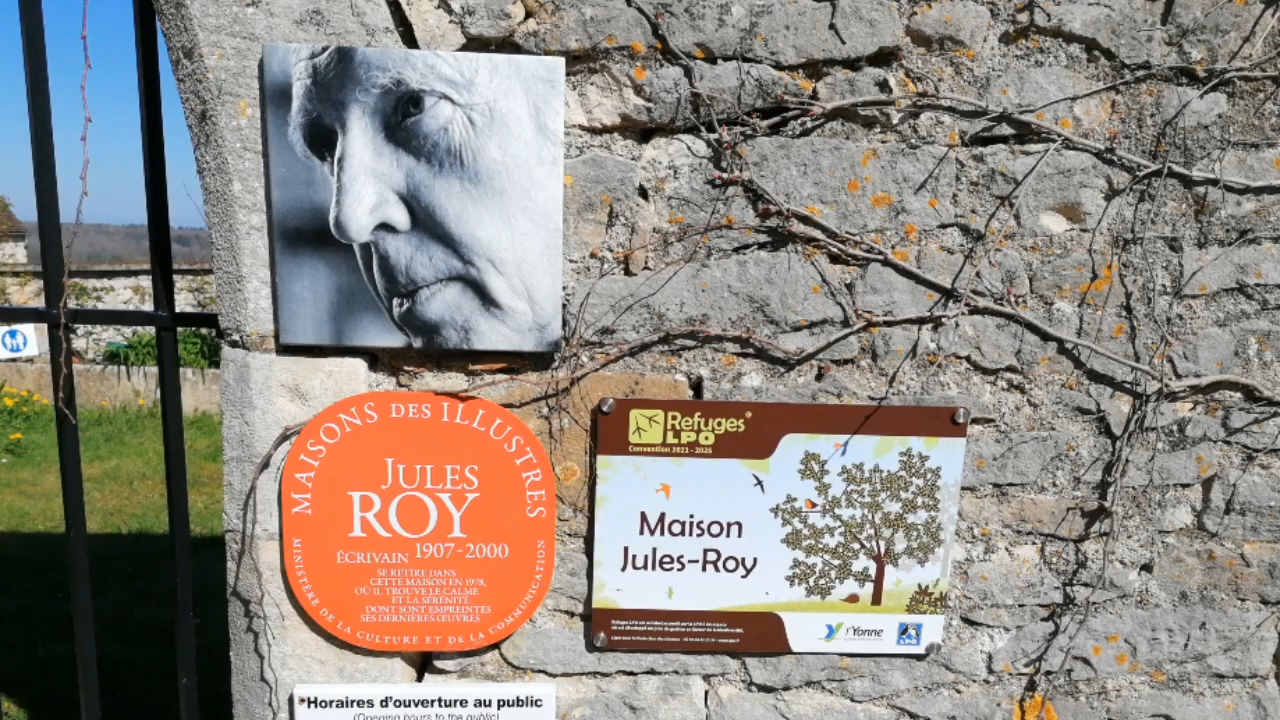 MAISONS DES ILLUSTRES
JULES
ROY
ÉCRIVAIN 1907-2000
SE RETIRE DANS
CETTE MAISON EN 1978,
OÙ IL TROUVE LE CALME
ET LA SÉRÉNITÉ
DONT SONT EMPREINTES
SES DERNIÈRES ŒUVRES
MINISTÈRE DE LA CULTURE ET DE LA COMMUNICATION
Refuges
LPO
Convention 2021 - 2025
Maison
Jules-Roy
l'Yonne
LPO
Horaires d'ouverture au public
(Opening hours to the public)